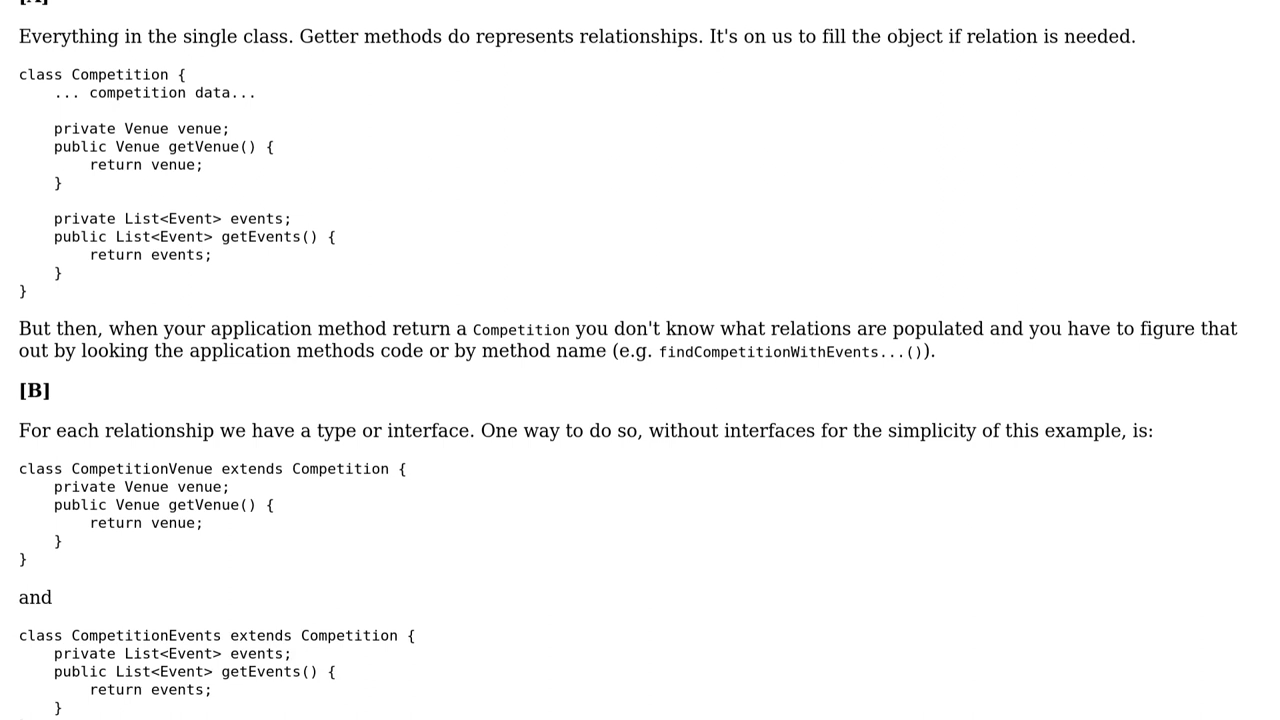 [A]
Everything in the single class. Getter methods do represents relationships. It's on us to fill the object if relation is needed.
class Competition {
    ... competition data...
    private Venue venue;
    public Venue getVenue() {
        return venue;
    }
    private List<Event> events;
    public List<Event> getEvents() {
        return events;
    }
}
But then, when your application method return a Competition you don't know what relations are populated and you have to figure that
out by looking the application methods code or by method name (e.g. findCompetitionWithEvents...()).
[B]
For each relationship we have a type or interface. One way to do so, without interfaces for the simplicity of this example, is:
class CompetitionVenue extends Competition {
    private Venue venue;
    public Venue getVenue() {
        return venue;
    }
}
and
class CompetitionEvents extends Competition {
    private List<Event> events;
    public List<Event> getEvents() {
        return events;
    }